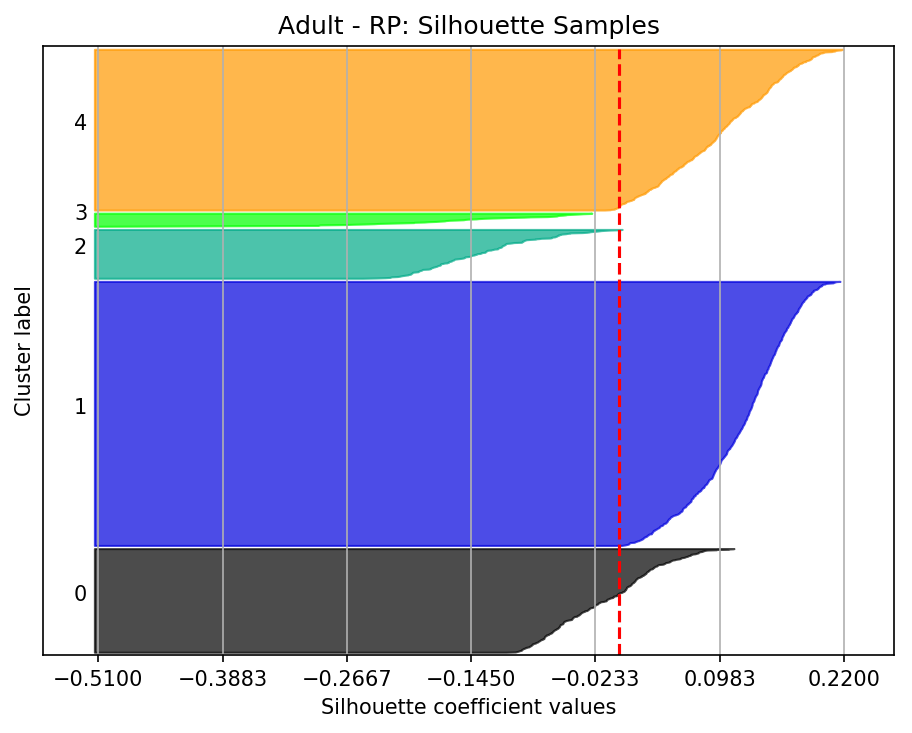 Adult - RP: Silhouette Samples
Cluster label
4
3
2
1
0
−0.5100 −0.3883 −0.2667 −0.1450 −0.0233 0.0983 0.2200
Silhouette coefficient values